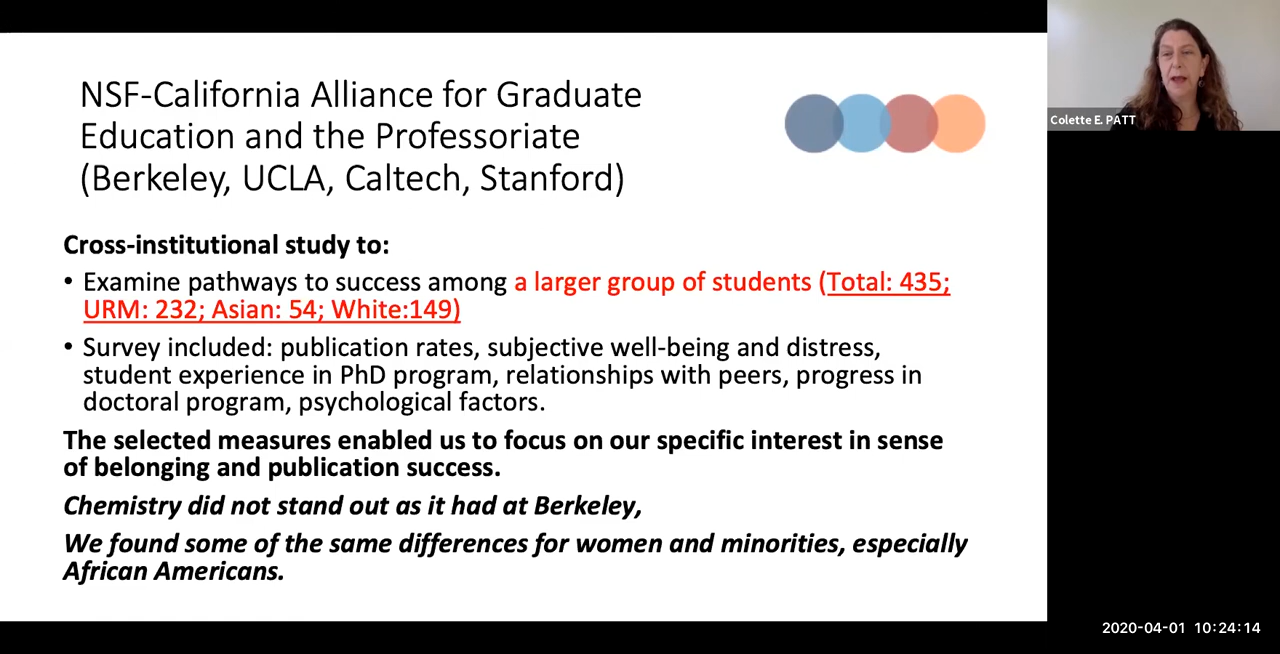 NSF-California Alliance for Graduate
Education and the Professoriate
(Berkeley, UCLA, Caltech, Stanford)
Cross-institutional study to:
• Examine pathways to success among a larger group of students (Total: 435;
URM: 232; Asian: 54; White:149)
• Survey included: publication rates, subjective well-being and distress,
student experience in PhD program, relationships with peers, progress in
doctoral program, psychological factors.
The selected measures enabled us to focus on our specific interest in sense
of belonging and publication success.
Chemistry did not stand out as it had at Berkeley,
We found some of the same differences for women and minorities, especially
African Americans.
Colette E. PATT
2020-04-01 10:24:14